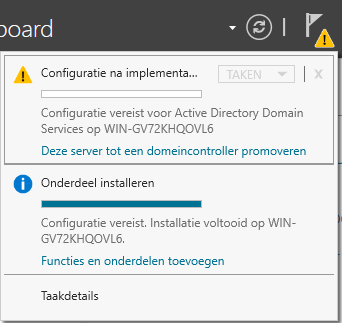 board
Configuratie na implementa...
TAKEN
X
Configuratie vereist voor Active Directory Domain
Services op WIN-GV72KHQOVL6
Deze server tot een domeincontroller promoveren
Onderdeel installeren
Configuratie vereist. Installatie voltooid op WIN-
GV72KHQOVL6.
Functies en onderdelen toevoegen
Taakdetails